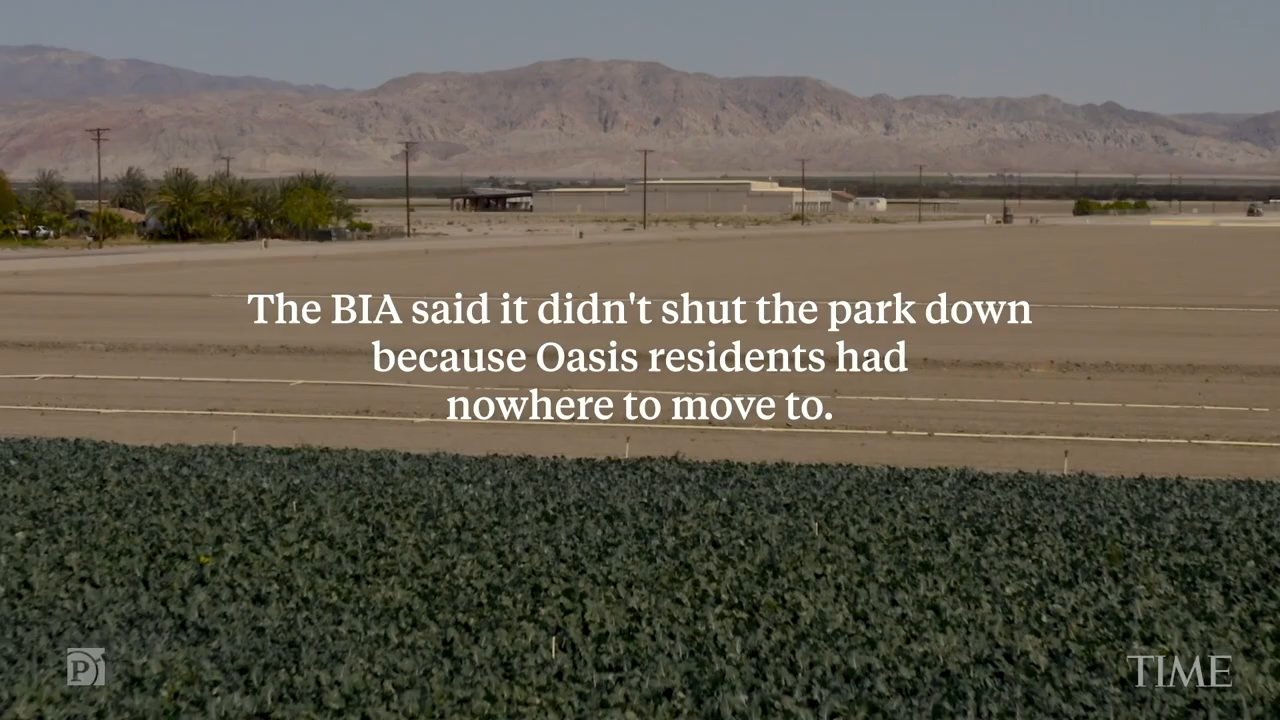 The BIA said it didn't shut the park down
because Oasis residents had
nowhere to move to.
P
TIME